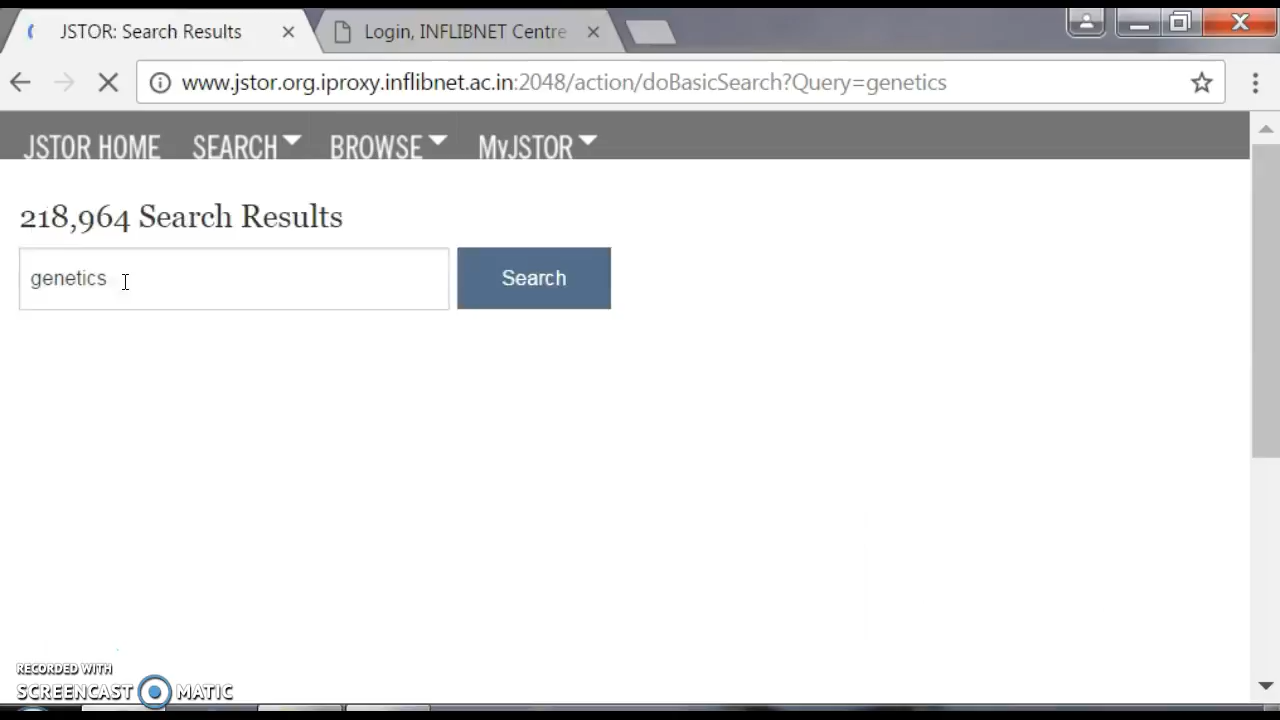 JSTOR: Search Results
Login, INFLIBNET Centre
www.jstor.org.iproxy.inflibnet.ac.in:2048/action/doBasicSearch?Query=genetics
JSTOR HOME SEARCH BROWSE MyJSTOR
218,964 Search Results
genetics
Search
RECORDED WITH
SCREENCAST MATIC